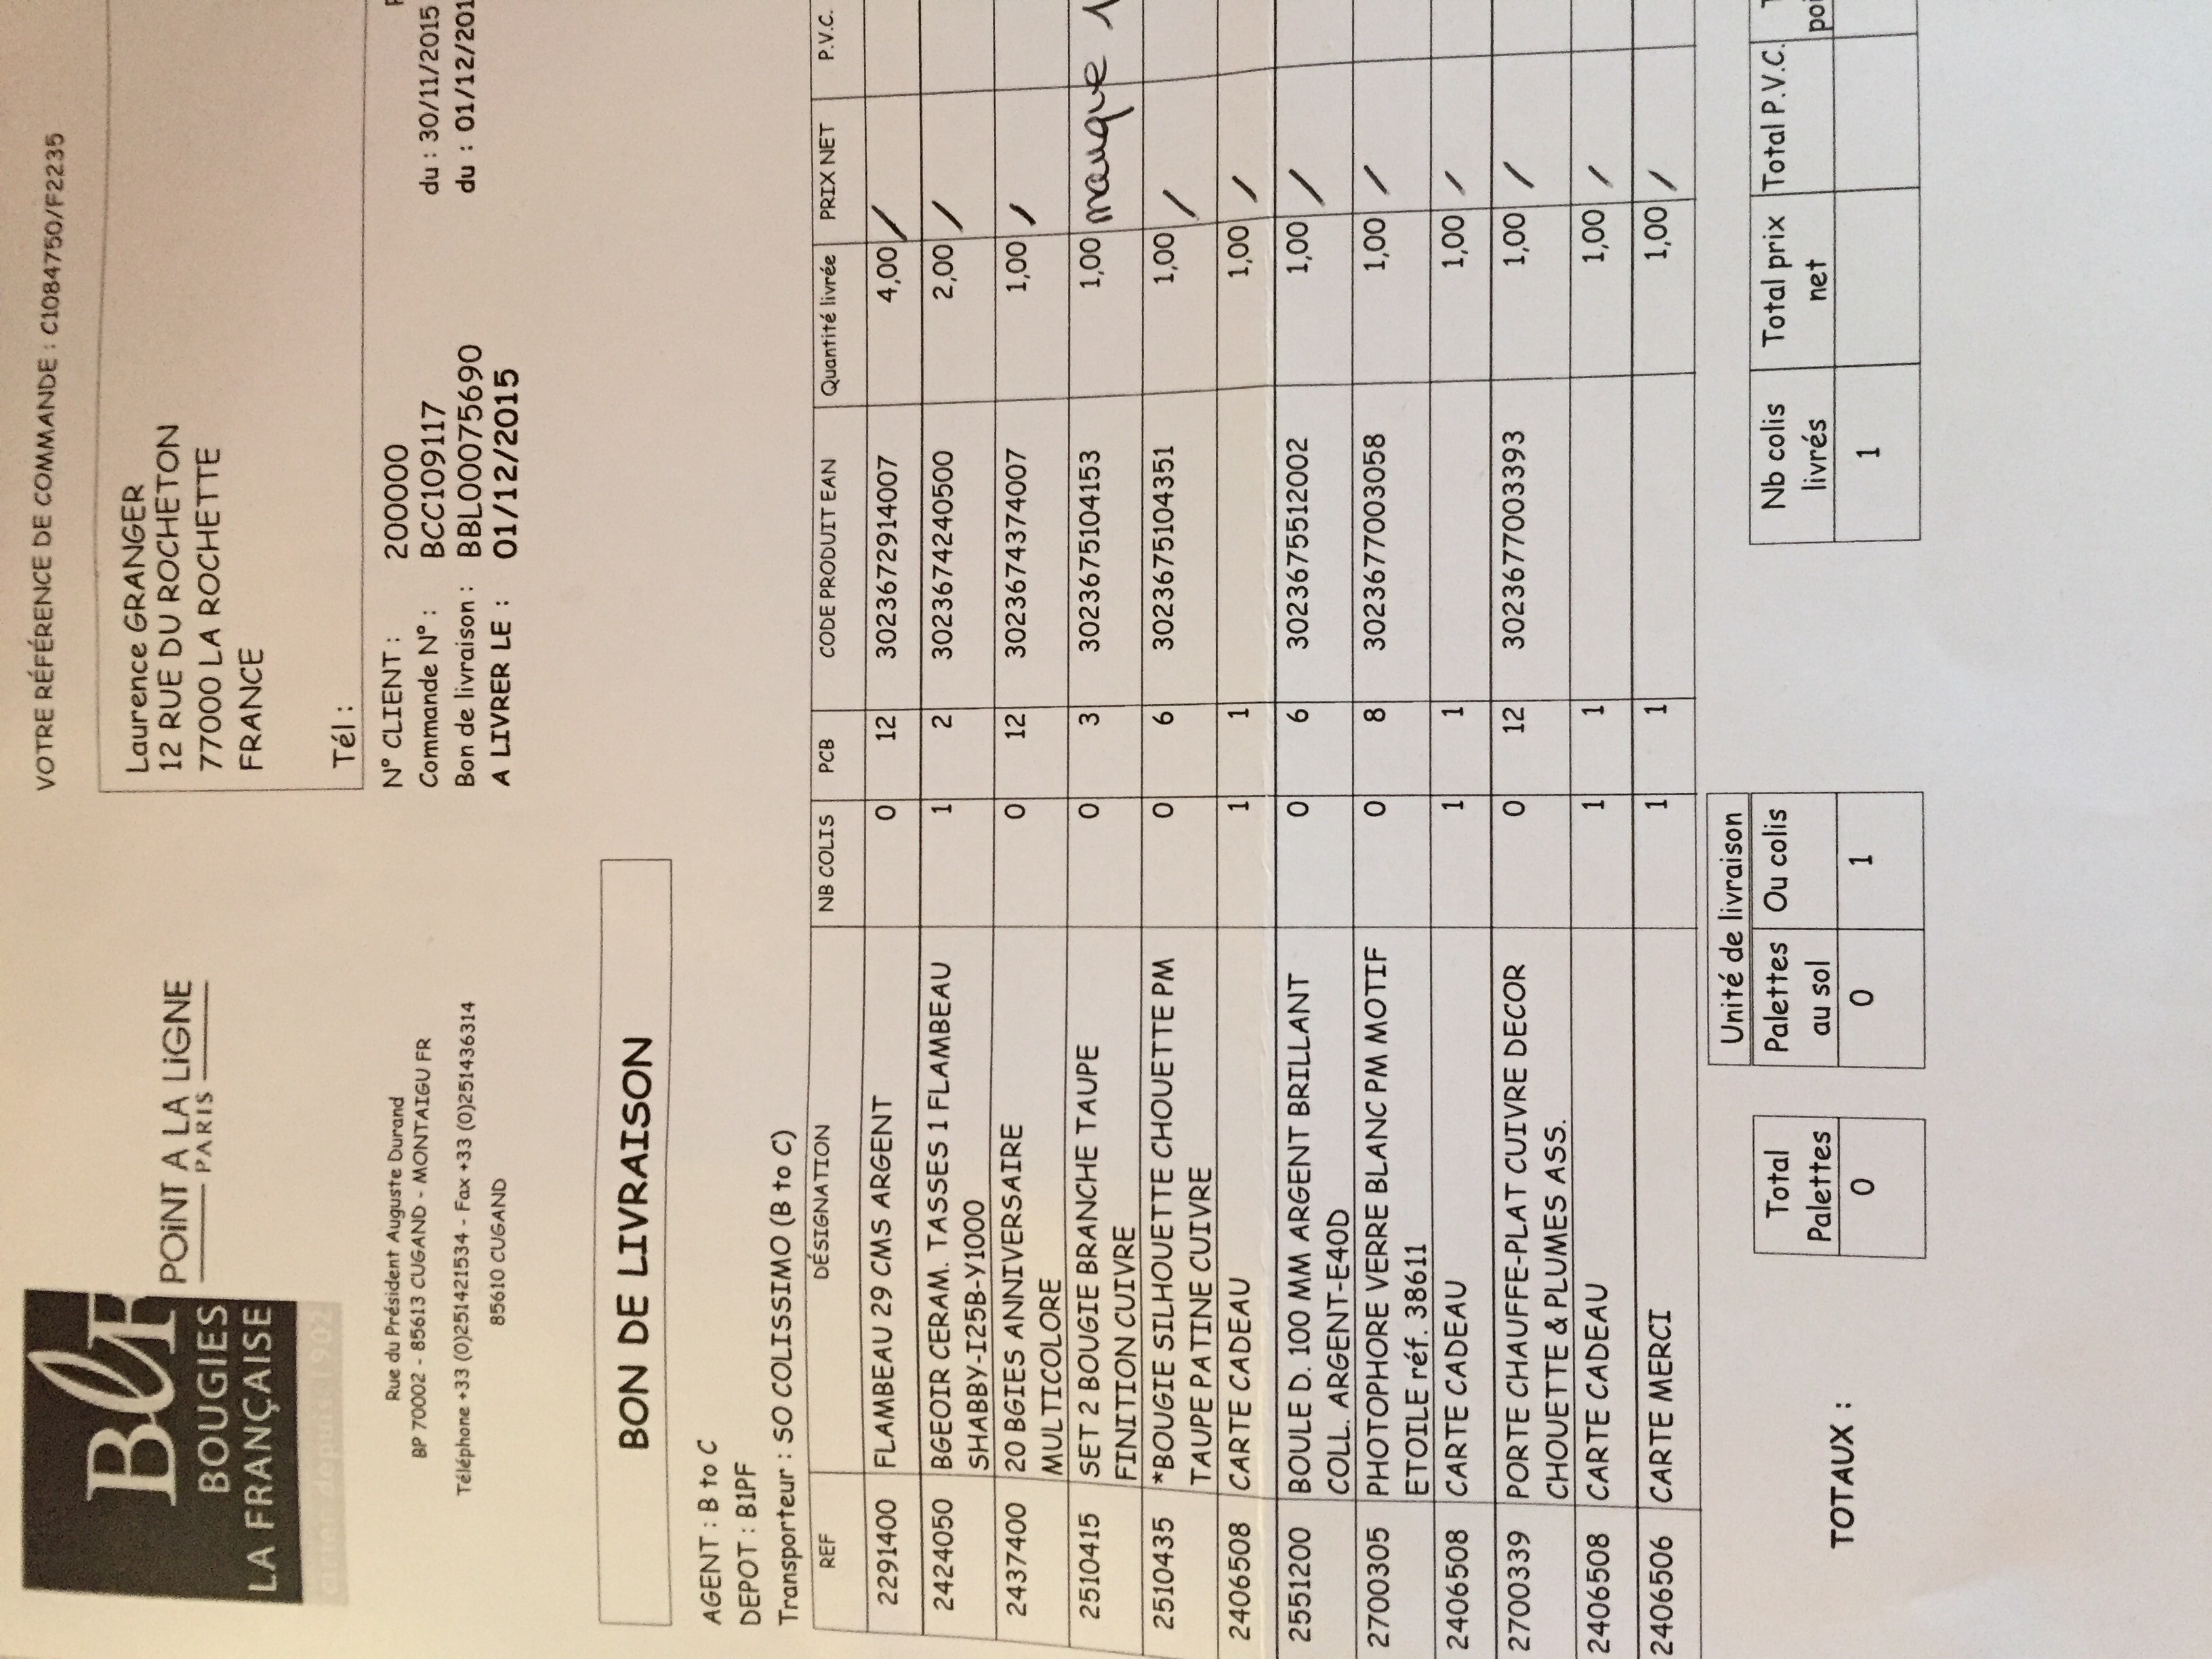 VOTRE RÉFÉRENCE DE COMMANDE : C1084750/F2235
BLF
BOUGIES
LA FRANÇAISE
cirier depuis 1902
POINT A LA LIGNE
PARIS
Laurence GRANGER
12 RUE DU ROCHETON
77000 LA ROCHETTE
FRANCE
Tél :
Rue du Président Auguste Durand
BP 70002 - 85613 CUGAND - MONTAIGU FR
Téléphone +33 (0)251421534 - Fax +33 (0)251436314
85610 CUGAND
N° CLIENT : 200000
Commande N° : BCC109117 du : 30/11/2015
Bon de livraison : BBL00075690 du : 01/12/201
A LIVRER LE : 01/12/2015
BON DE LIVRAISON
AGENT : B to C
DEPOT : B1PF
Transporteur : SO COLISSIMO (B to C)
REF DÉSIGNATION NB COLIS PCB CODE PRODUIT EAN Quantité livrée PRIX NET P.V.C.
2291400 FLAMBEAU 29 CMS ARGENT 0 12 3023672914007 4,00 /
2424050 BGEOIR CERAM. TASSES 1 FLAMBEAU 1 2 3023674240500 2,00 /
SHABBY-I25B-Y1000
2437400 20 BGIES ANNIVERSAIRE 0 12 3023674374007 1,00 /
MULTICOLORE
2510415 SET 2 BOUGIE BRANCHE TAUPE 0 3 3023675104153 1,00 manque 1
FINITION CUIVRE
2510435 *BOUGIE SILHOUETTE CHOUETTE PM 0 6 3023675104351 1,00 /
TAUPE PATINE CUIVRE
2406508 CARTE CADEAU 1 1 1,00 /
2551200 BOULE D. 100 MM ARGENT BRILLANT 0 6 3023675512002 1,00 /
COLL. ARGENT-E40D
2700305 PHOTOPHORE VERRE BLANC PM MOTIF 0 8 3023677003058 1,00 /
ETOILE réf. 38611
2406508 CARTE CADEAU 1 1 1,00 /
2700339 PORTE CHAUFFE-PLAT CUIVRE DECOR 0 12 3023677003393 1,00 /
CHOUETTE & PLUMES ASS.
2406508 CARTE CADEAU 1 1 1,00 /
2406506 CARTE MERCI 1 1 1,00 /
Unité de livraison
Total Palettes Ou colis
Palettes au sol
TOTAUX : 0 0 1
Nb colis Total prix Total P.V.C.
livrés net poi
1